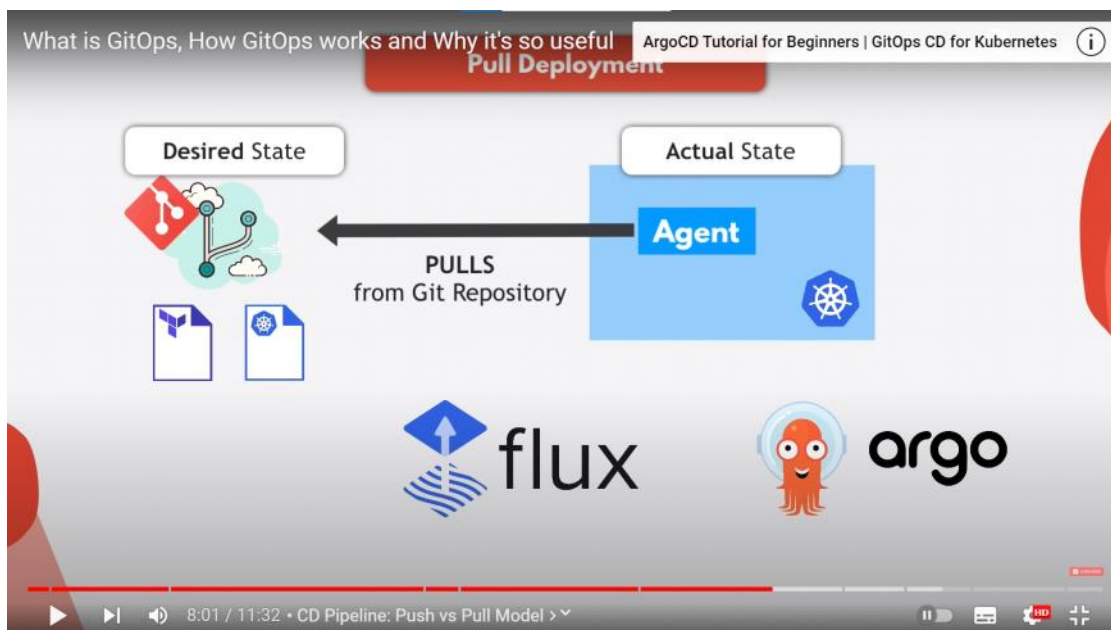 What is GitOps, How GitOps works and Why it's so useful
ArgoCD Tutorial for Beginners | GitOps CD for Kubernetes
i
Pull Deployment
Desired State
Actual State
Agent
PULLS
from Git Repository
flux
argo
8:01 / 11:32 • CD Pipeline: Push vs Pull Model >
HD